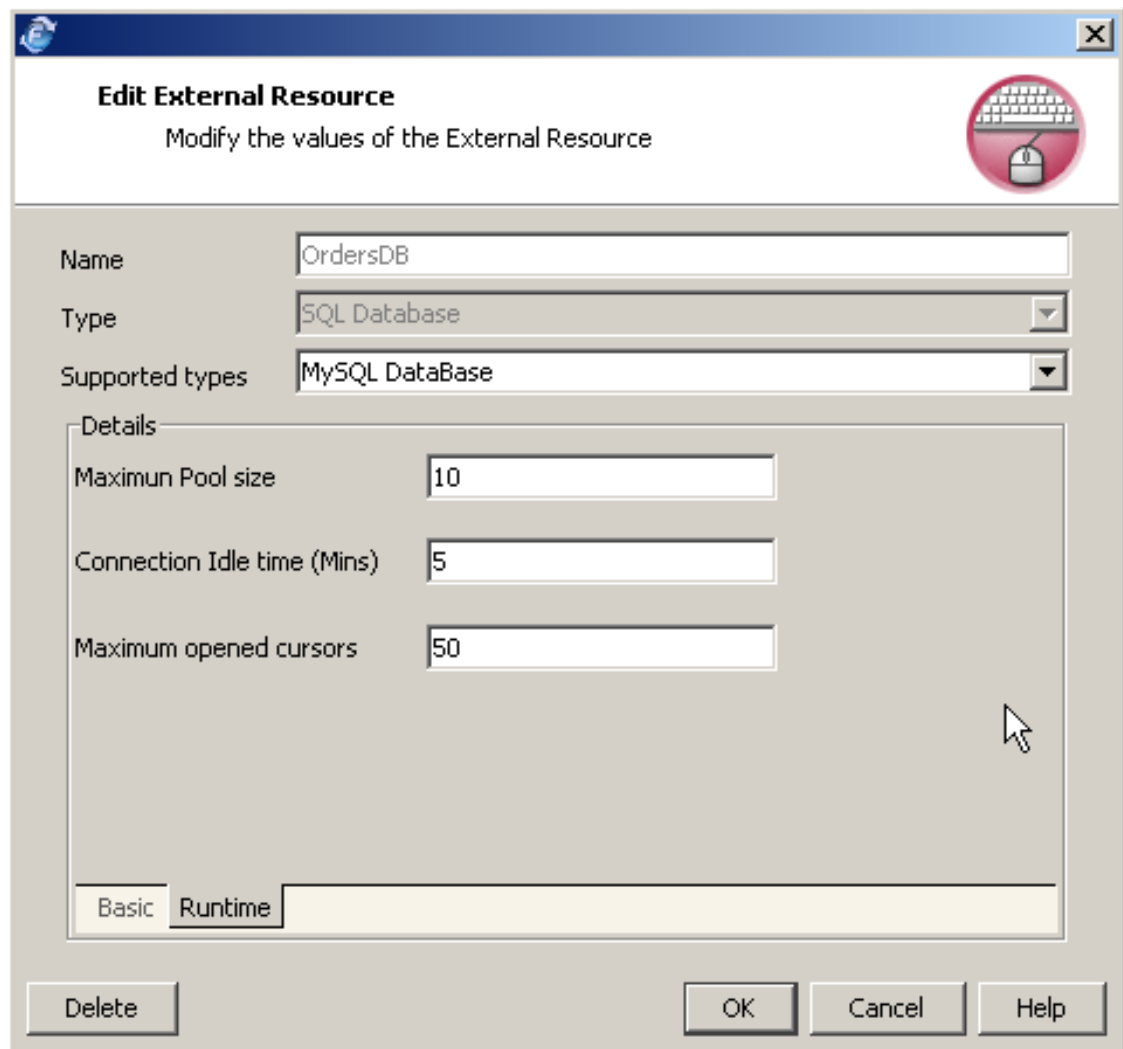 Edit External Resource
Modify the values of the External Resource
Name OrdersDB
Type SQL Database
Supported types MySQL DataBase
Details
Maximun Pool size 10
Connection Idle time (Mins) 5
Maximum opened cursors 50
Basic Runtime
Delete OK Cancel Help